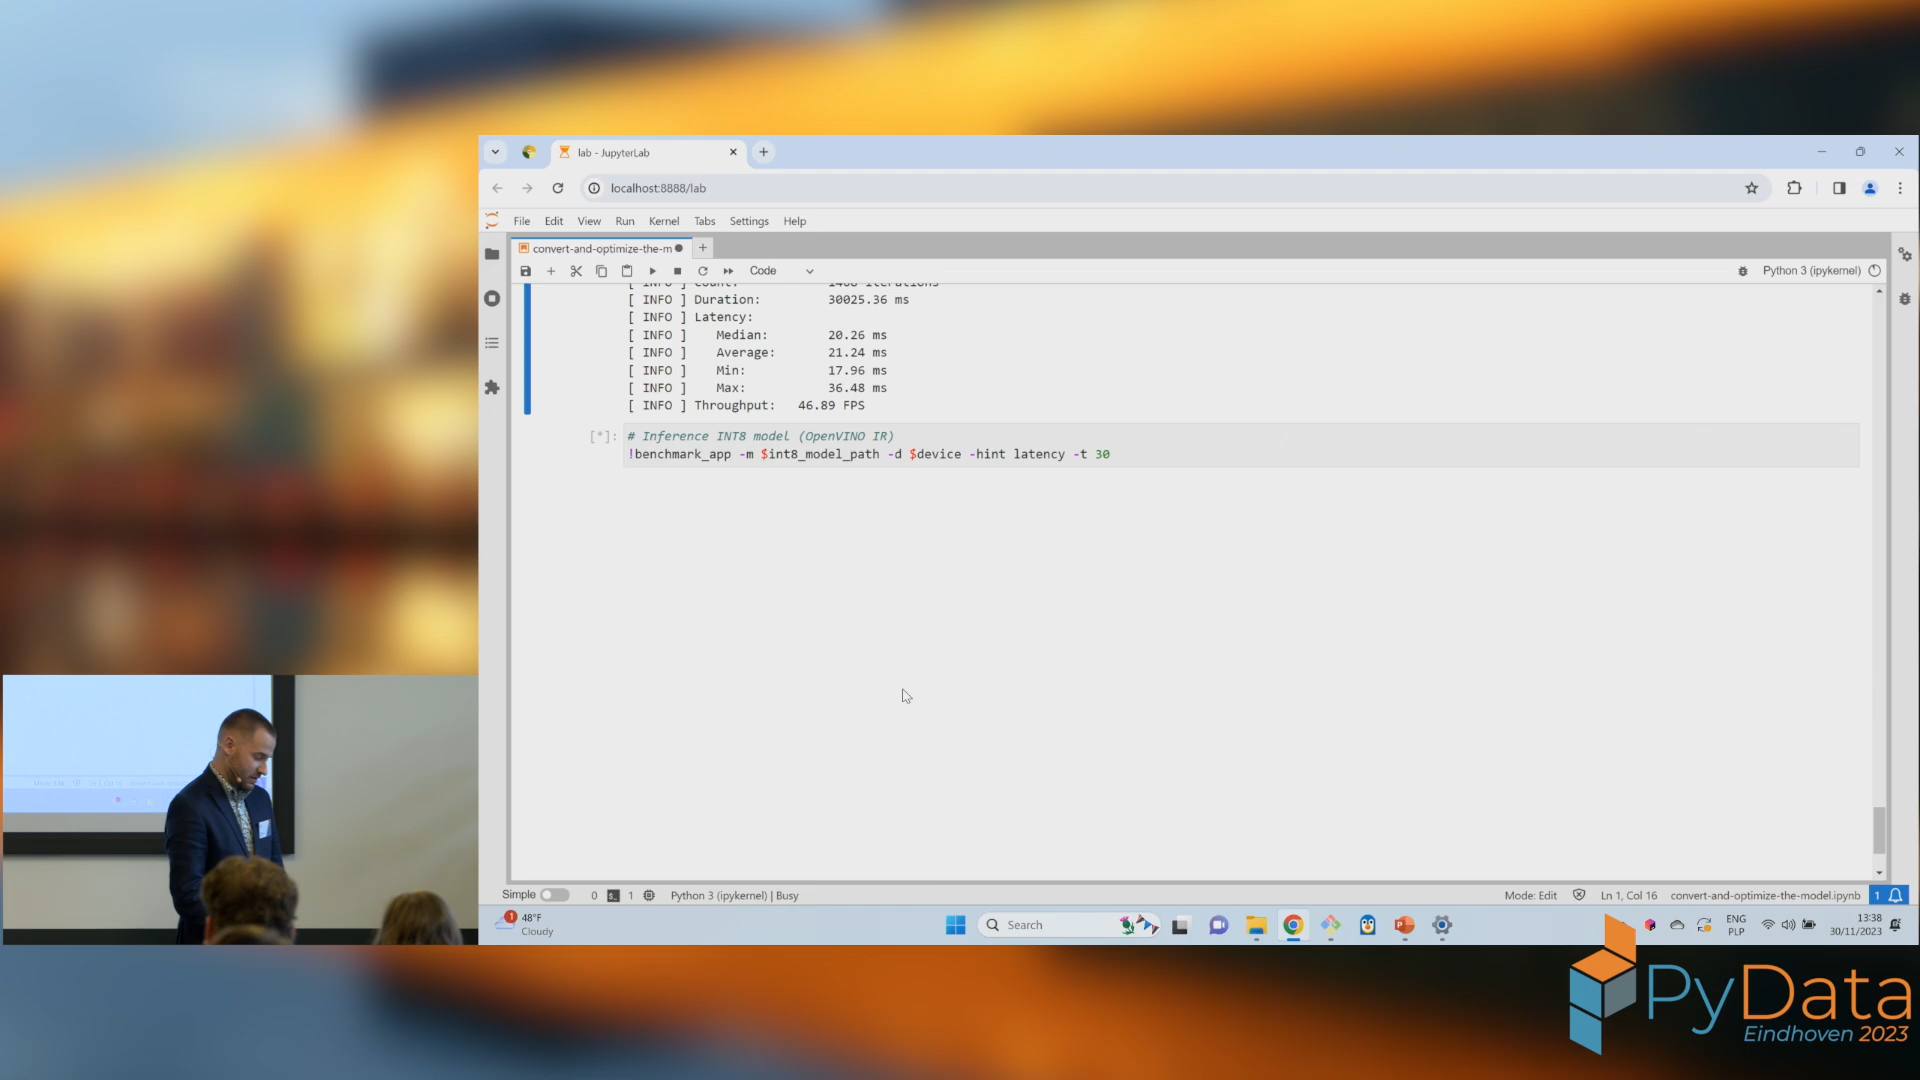 lab - JupyterLab
localhost:8888/lab
File Edit View Run Kernel Tabs Settings Help
convert-and-optimize-the-m
Code
Python 3 (ipykernel)
[ INFO ] Count: 1408 iterations
[ INFO ] Duration: 30025.36 ms
[ INFO ] Latency:
[ INFO ] Median: 20.26 ms
[ INFO ] Average: 21.24 ms
[ INFO ] Min: 17.96 ms
[ INFO ] Max: 36.48 ms
[ INFO ] Throughput: 46.89 FPS
[*]: # Inference INT8 model (OpenVINO IR)
!benchmark_app -m $int8_model_path -d $device -hint latency -t 30
Simple 0 1 Python 3 (ipykernel) | Busy
Mode: Edit Ln 1, Col 16 convert-and-optimize-the-model.ipynb 1
1 48°F
Cloudy
Search
ENG
PLP
13:38
30/11/2023
PyData
Eindhoven 2023